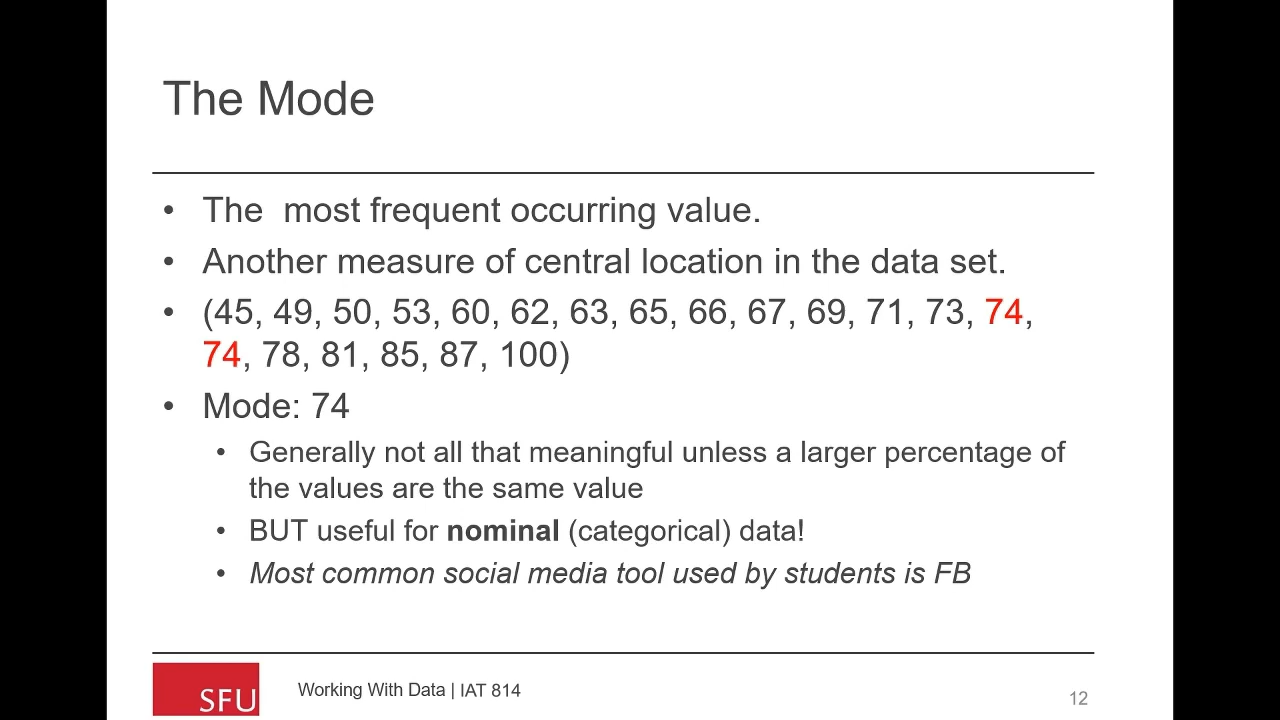 The Mode
• The  most frequent occurring value.
• Another measure of central location in the data set.
• (45, 49, 50, 53, 60, 62, 63, 65, 66, 67, 69, 71, 73, 74,
74, 78, 81, 85, 87, 100)
• Mode: 74
• Generally not all that meaningful unless a larger percentage of
the values are the same value
• BUT useful for nominal (categorical) data!
• Most common social media tool used by students is FB
SFU
Working With Data | IAT 814
12